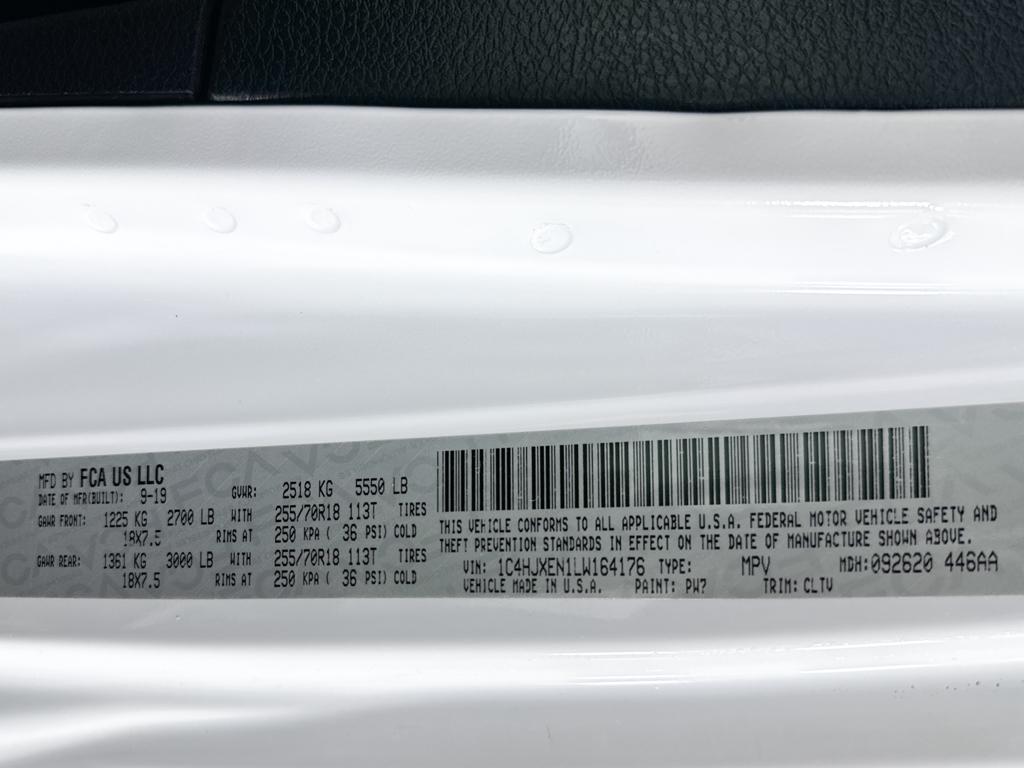 MFD BY FCA US LLC
DATE OF MFR(BUILT): 9-19 GVWR: 2518 KG 5550 LB
GAWR FRONT: 1225 KG 2700 LB WITH 255/70R18 113T TIRES
18X7.5 RIMS AT 250 KPA ( 36 PSI) COLD
GAWR REAR: 1361 KG 3000 LB WITH 255/70R18 113T TIRES
18X7.5 RIMS AT 250 KPA ( 36 PSI) COLD
THIS VEHICLE CONFORMS TO ALL APPLICABLE U.S.A. FEDERAL MOTOR VEHICLE SAFETY AND
THEFT PREVENTION STANDARDS IN EFFECT ON THE DATE OF MANUFACTURE SHOWN ABOVE.
VIN: 1C4HJXEN1LW164176 TYPE: MPV MDH:092620 446AA
VEHICLE MADE IN U.S.A. PAINT: PW7 TRIM: CLTV